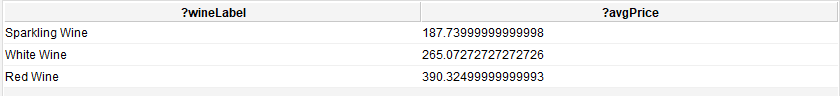 ?wineLabel ?avgPrice
Sparkling Wine 187.73999999999998
White Wine 265.07272727272726
Red Wine 390.32499999999993